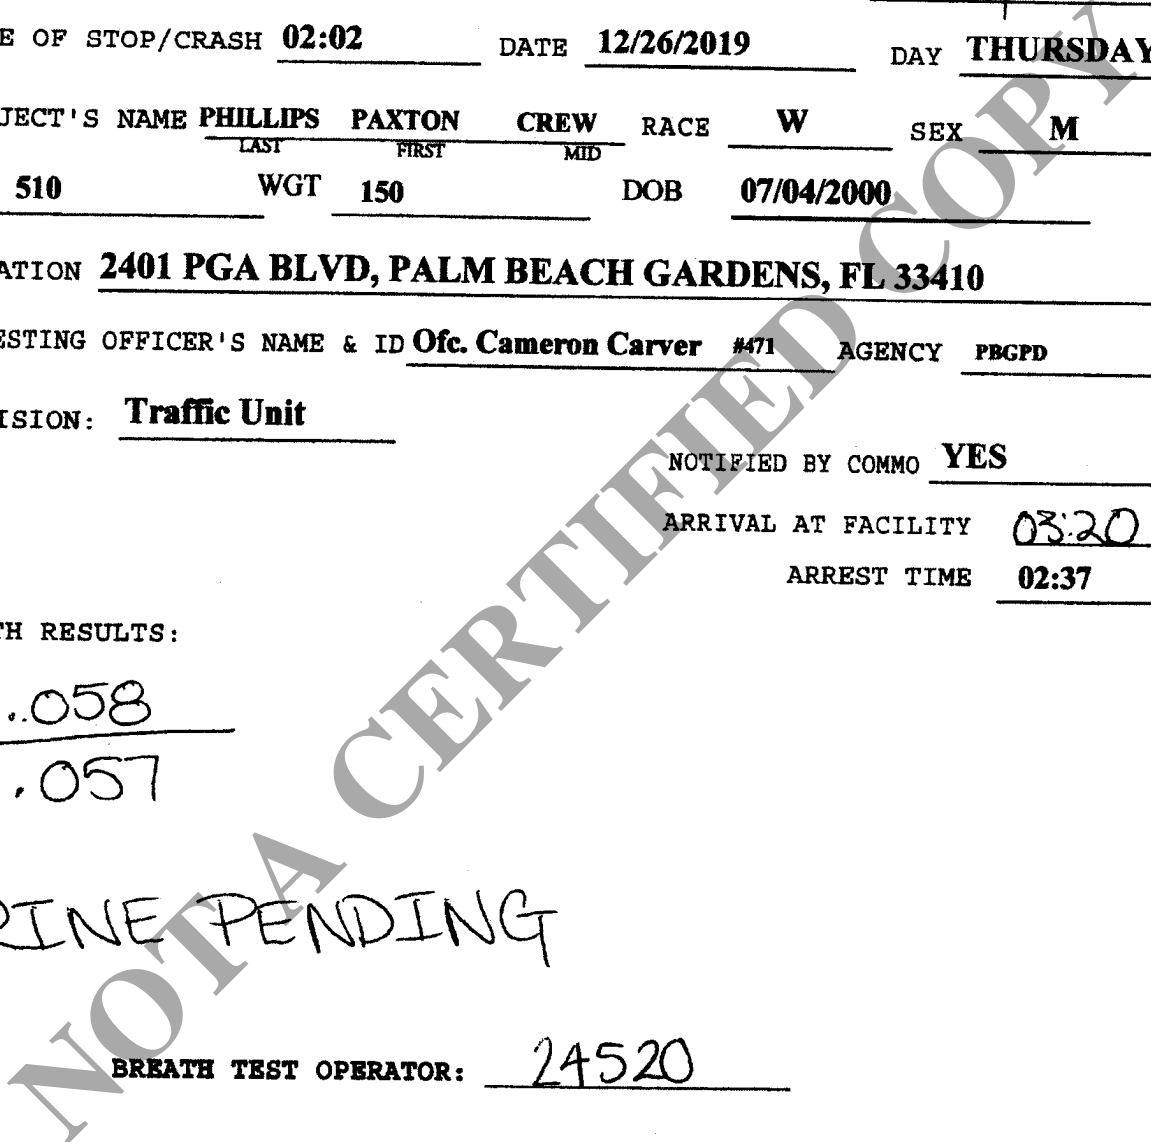 E OF STOP/CRASH 02:02 DATE 12/26/2019 DAY THURSDAY
JECT'S NAME PHILLIPS PAXTON CREW RACE W SEX M
LAST FIRST MID
510 WGT 150 DOB 07/04/2000
ATION 2401 PGA BLVD, PALM BEACH GARDENS, FL 33410
ESTING OFFICER'S NAME & ID Ofc. Cameron Carver #471 AGENCY PBGPD
ISION: Traffic Unit
NOTIFIED BY COMMO YES
ARRIVAL AT FACILITY 03:20
ARREST TIME 02:37
TH RESULTS:
.058
.057
RINE PENDING
BREATH TEST OPERATOR: 24520
NOT A CERTIFIED COPY